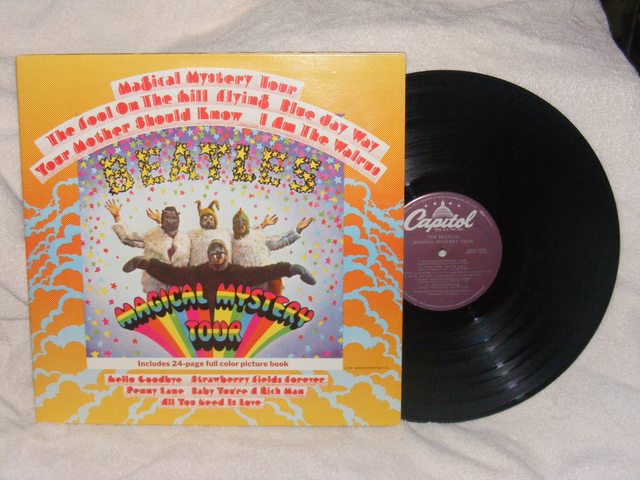 Magical Mystery Tour
The Fool On The Hill Flying Blue Jay Way
Your Mother Should Know I Am The Walrus
BEATLES
MAGICAL MYSTERY
TOUR
Includes 24-page full color picture book
Hello Goodbye Strawberry Fields Forever
Penny Lane Baby You're A Rich Man
All You Need Is Love
Capitol
THE BEATLES
MAGICAL MYSTERY TOUR